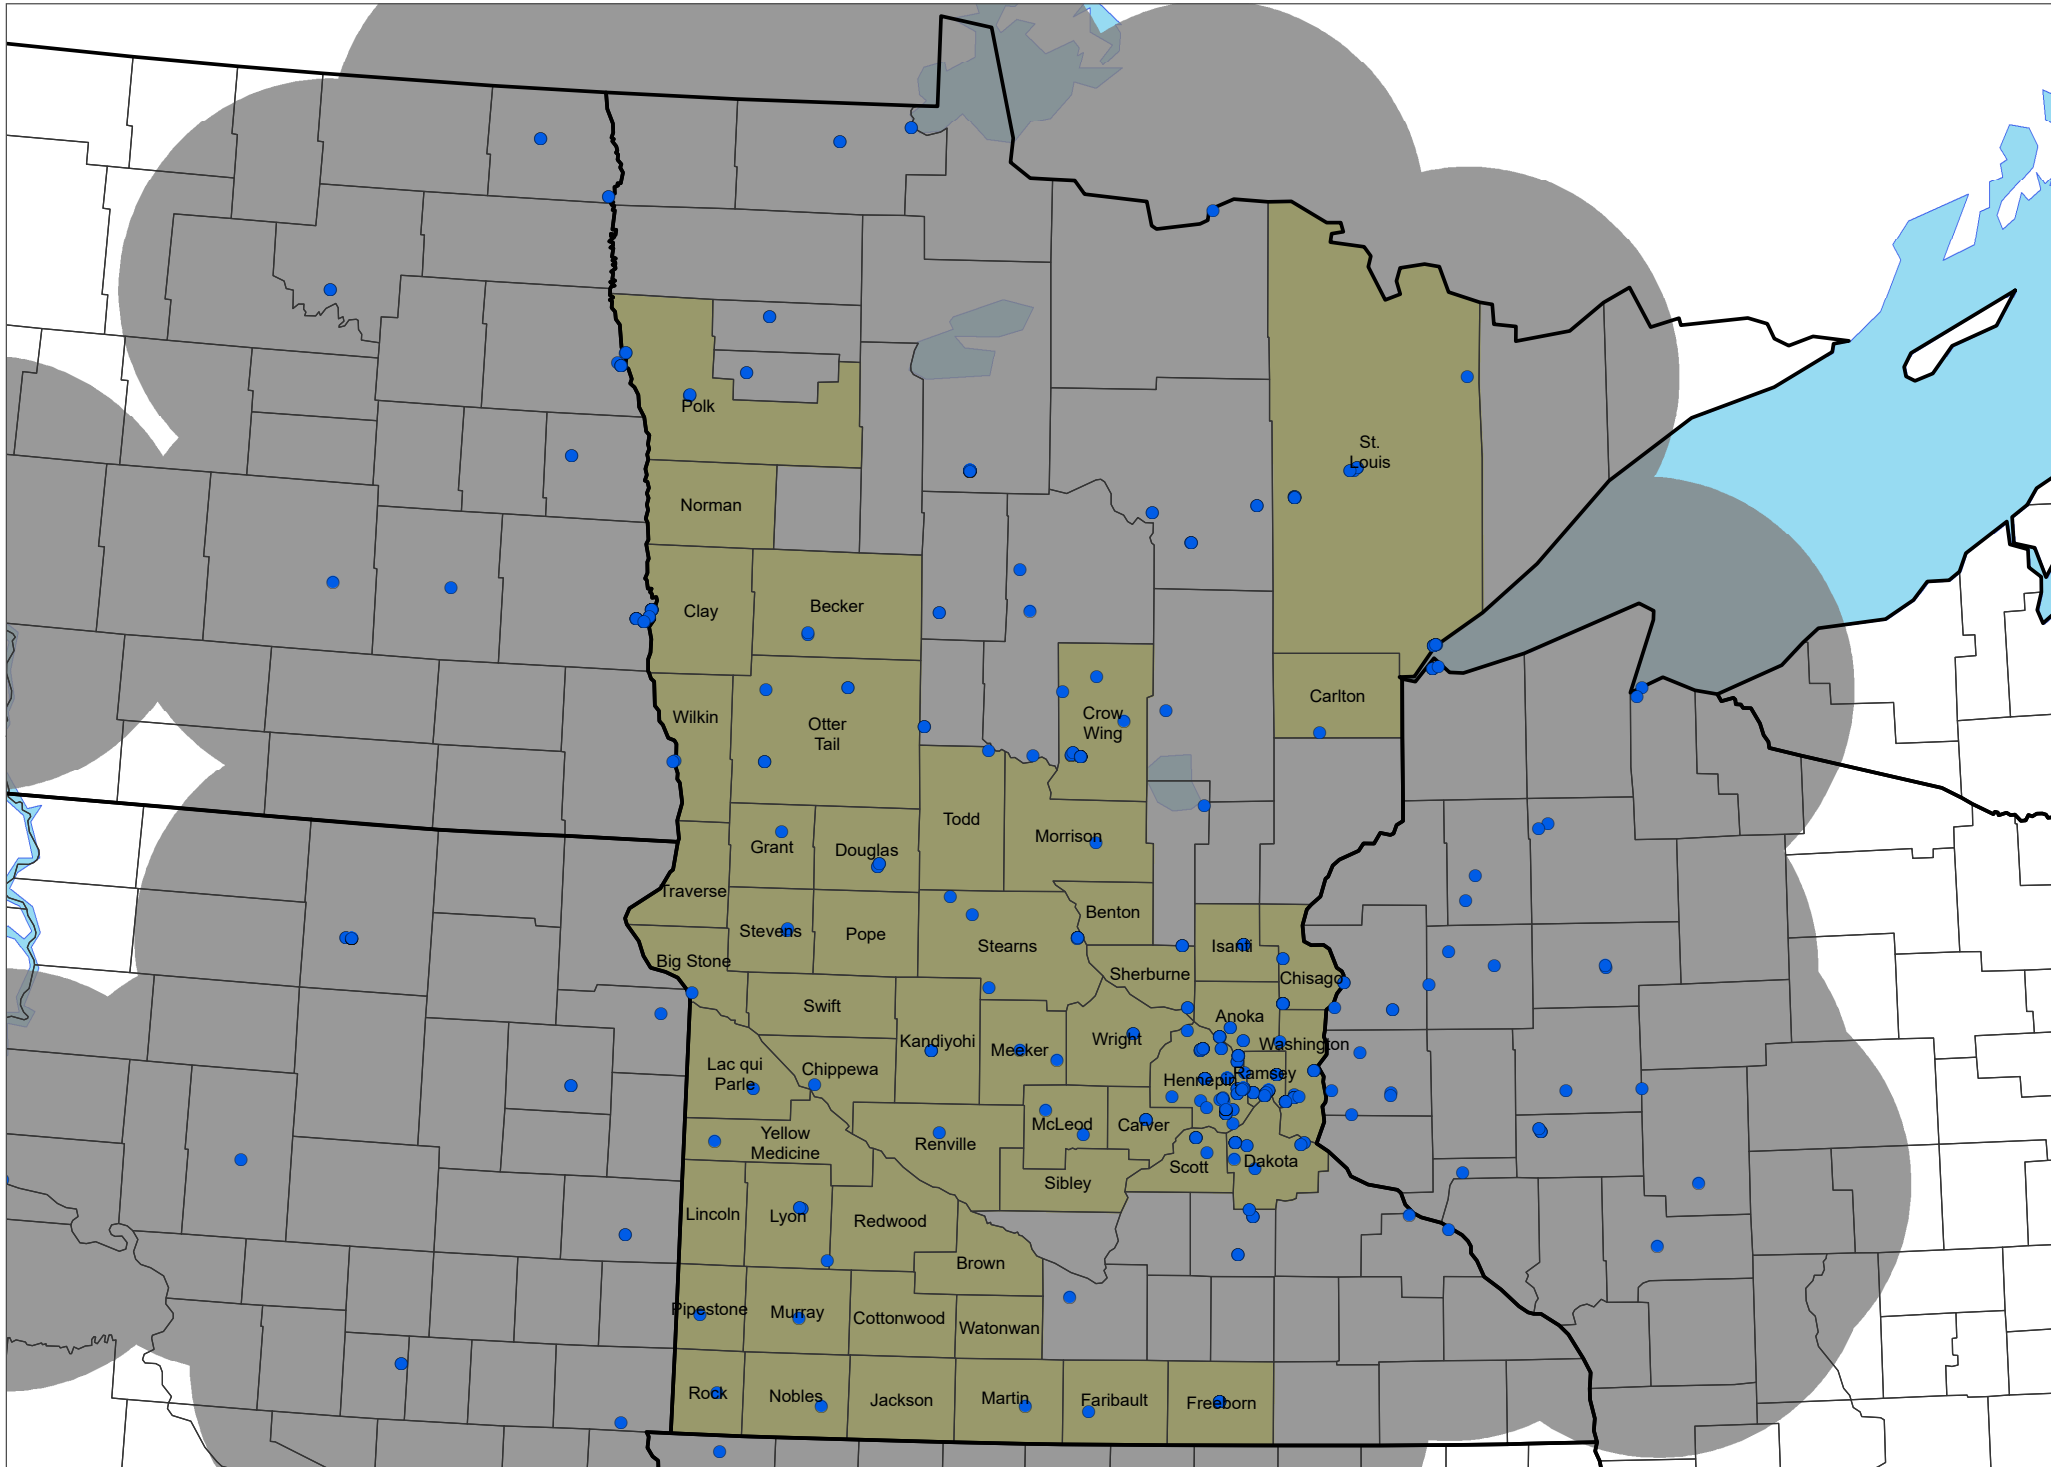 Polk
St.
Louis
Norman
Clay
Becker
Wilkin
Otter
Tail
Crow
Wing
Carlton
Todd
Morrison
Grant
Douglas
Traverse
Benton
Stevens
Pope
Stearns
Isanti
Big Stone
Sherburne
Chisago
Swift
Anoka
Kandiyohi
Meeker
Wright
Washington
Lac qui
Parle
Chippewa
Hennepin
Ramsey
McLeod
Carver
Yellow
Medicine
Renville
Scott
Dakota
Sibley
Lincoln
Lyon
Redwood
Brown
Pipestone
Murray
Cottonwood
Watonwan
Rock
Nobles
Jackson
Martin
Faribault
Freeborn